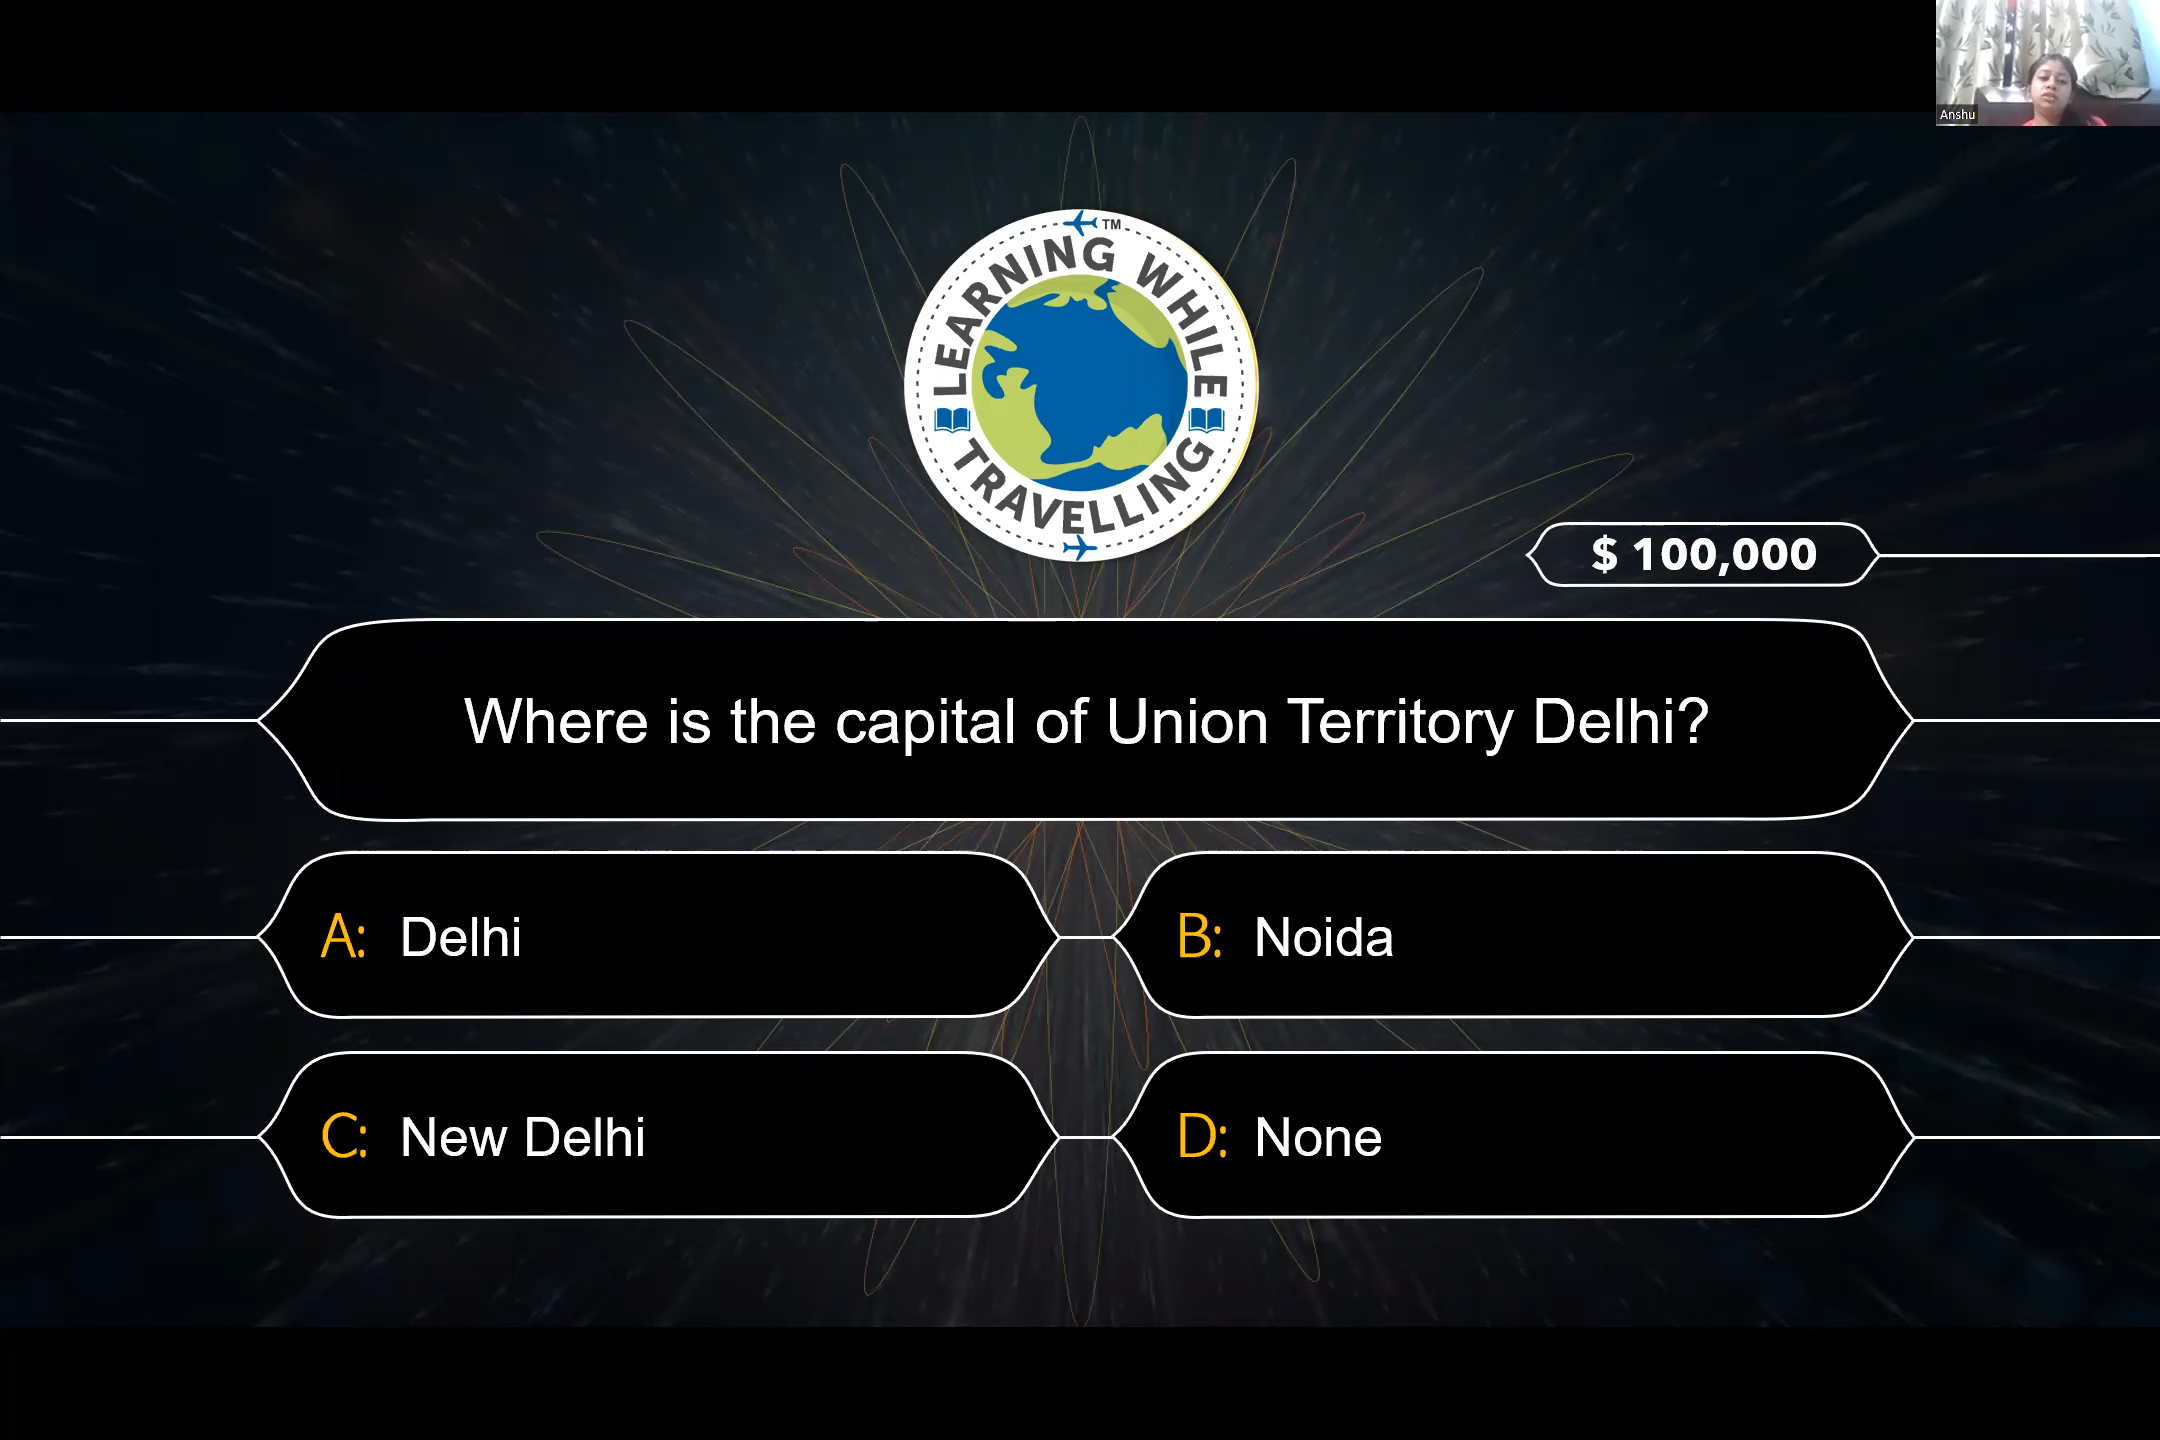 Anshu
TM
LEARNING WHILE
TRAVELLING
$ 100,000
Where is the capital of Union Territory Delhi?
A: Delhi
B: Noida
C: New Delhi
D: None